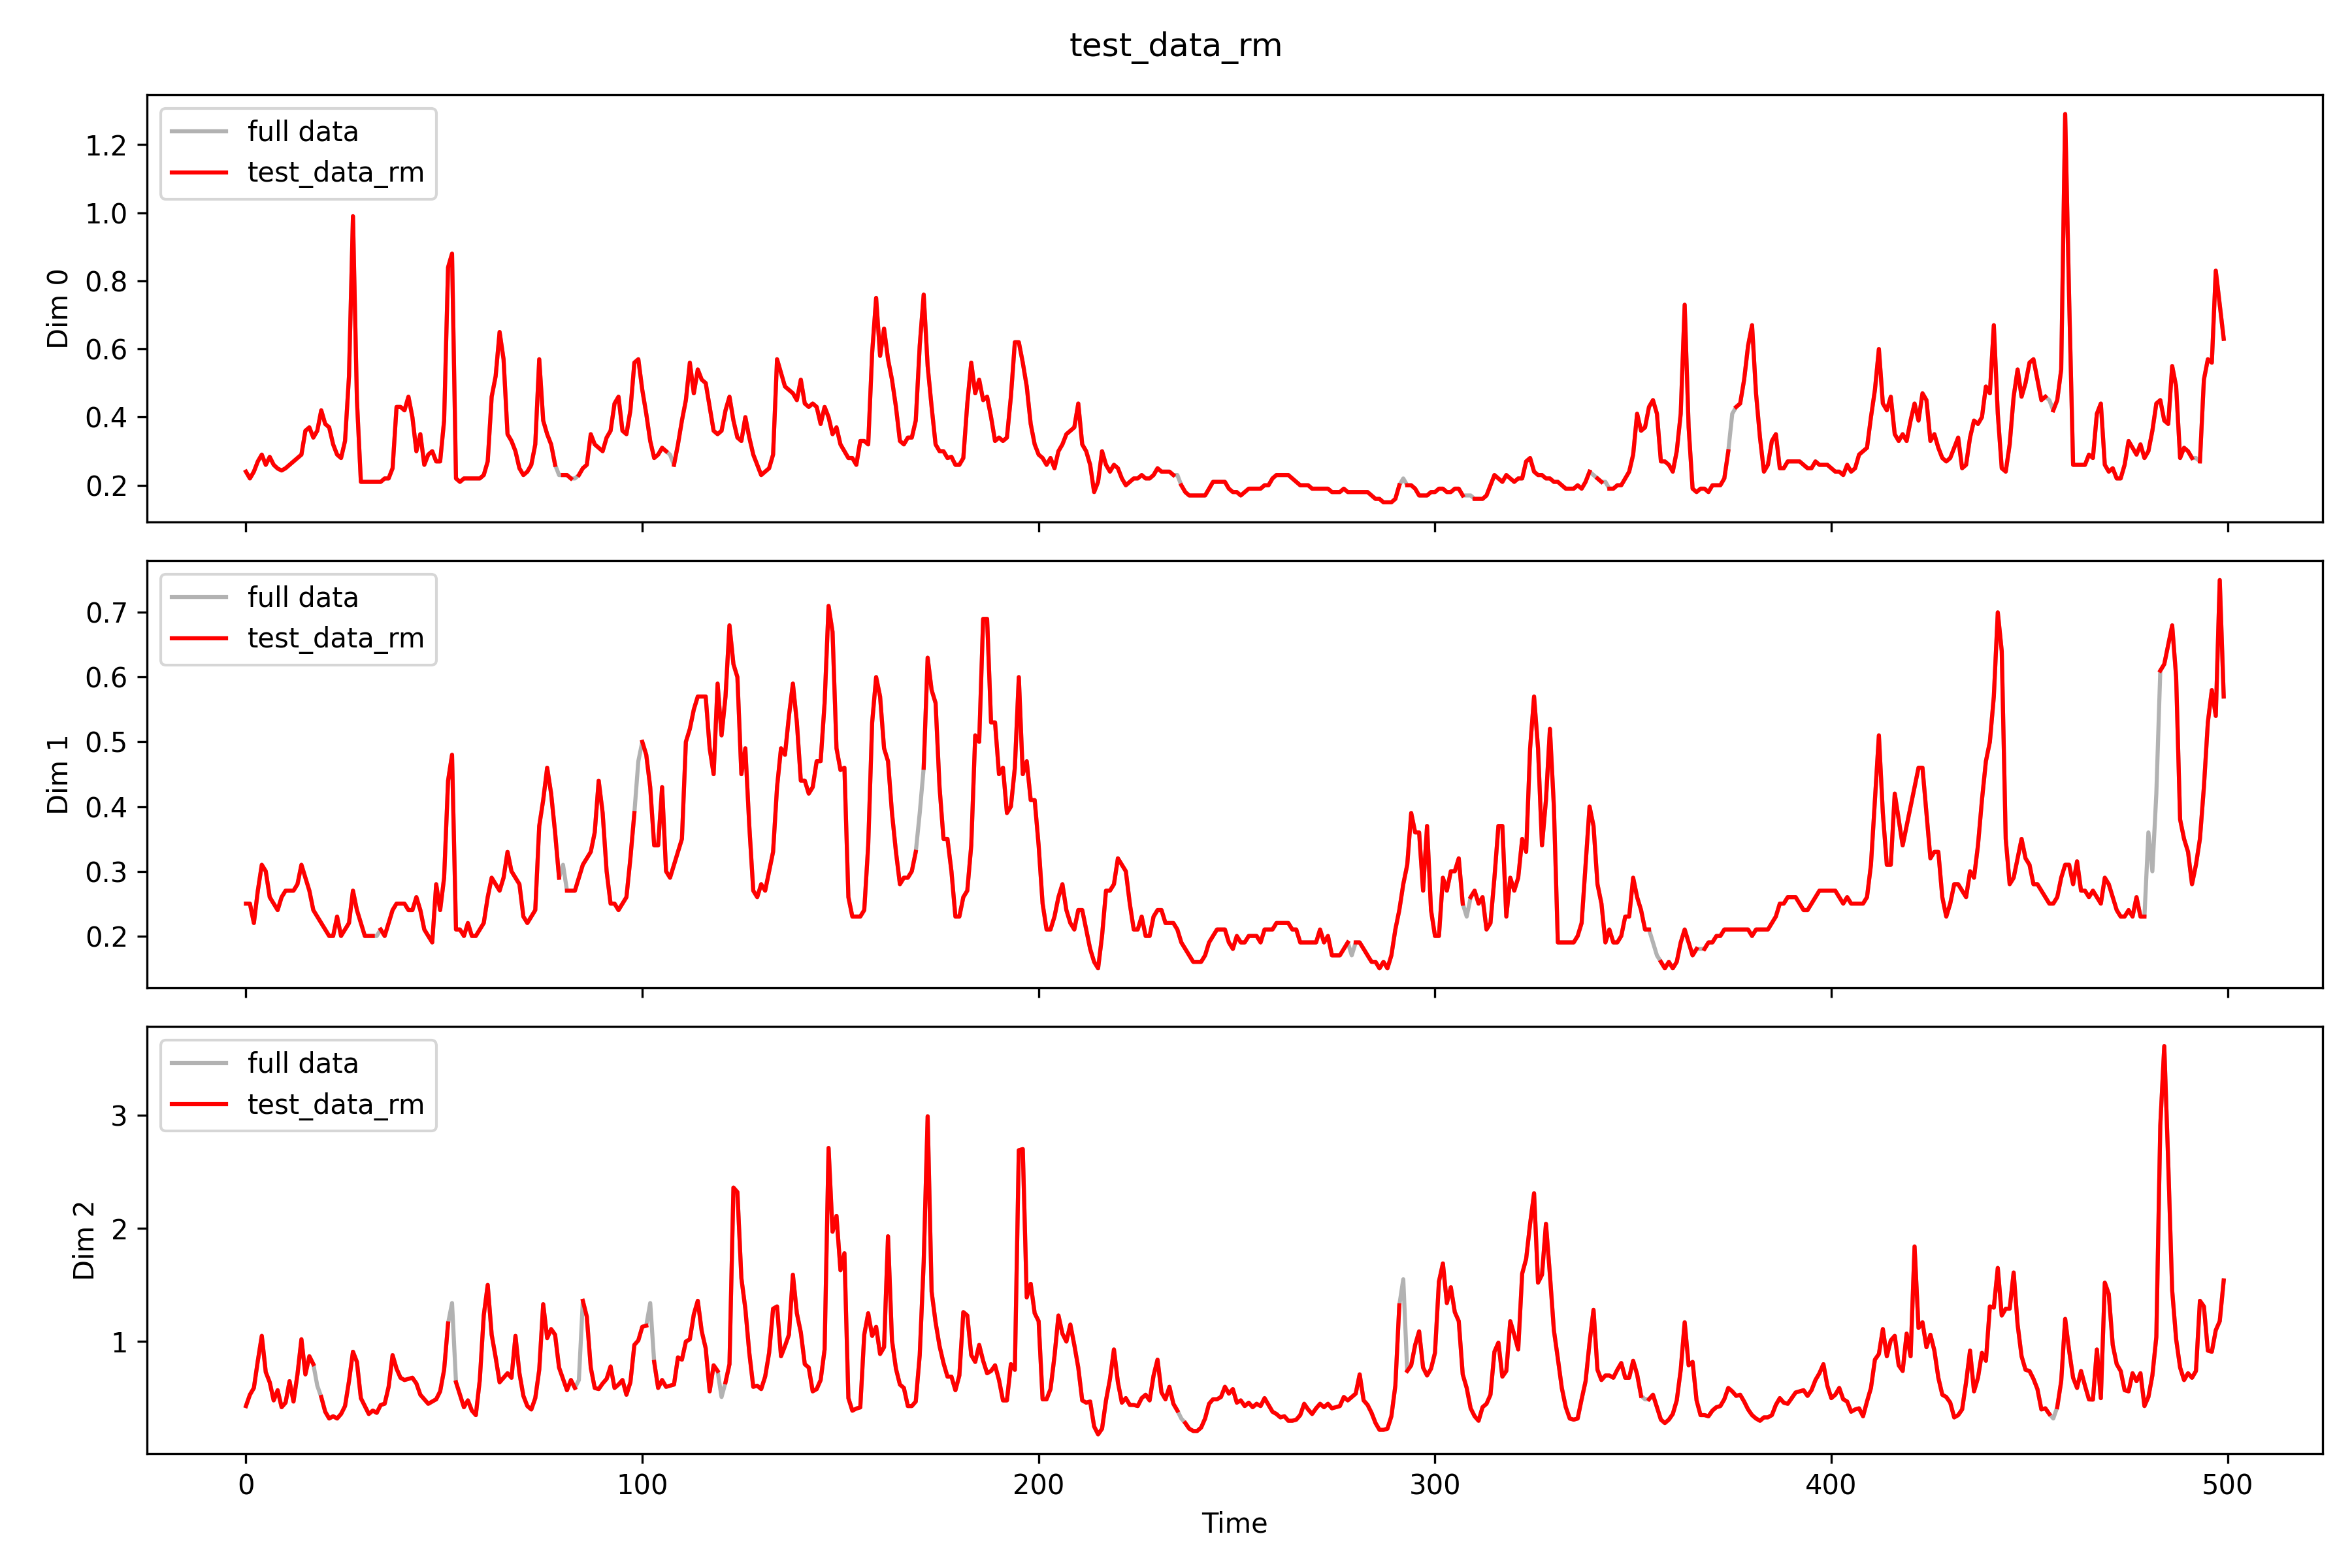 test_data_rm
full data
test_data_rm
1.2
1.0
0.8
0.6
0.4
0.2
Dim 0
full data
test_data_rm
0.7
0.6
0.5
0.4
0.3
0.2
Dim 1
full data
test_data_rm
3
2
1
Dim 2
0 100 200 300 400 500
Time